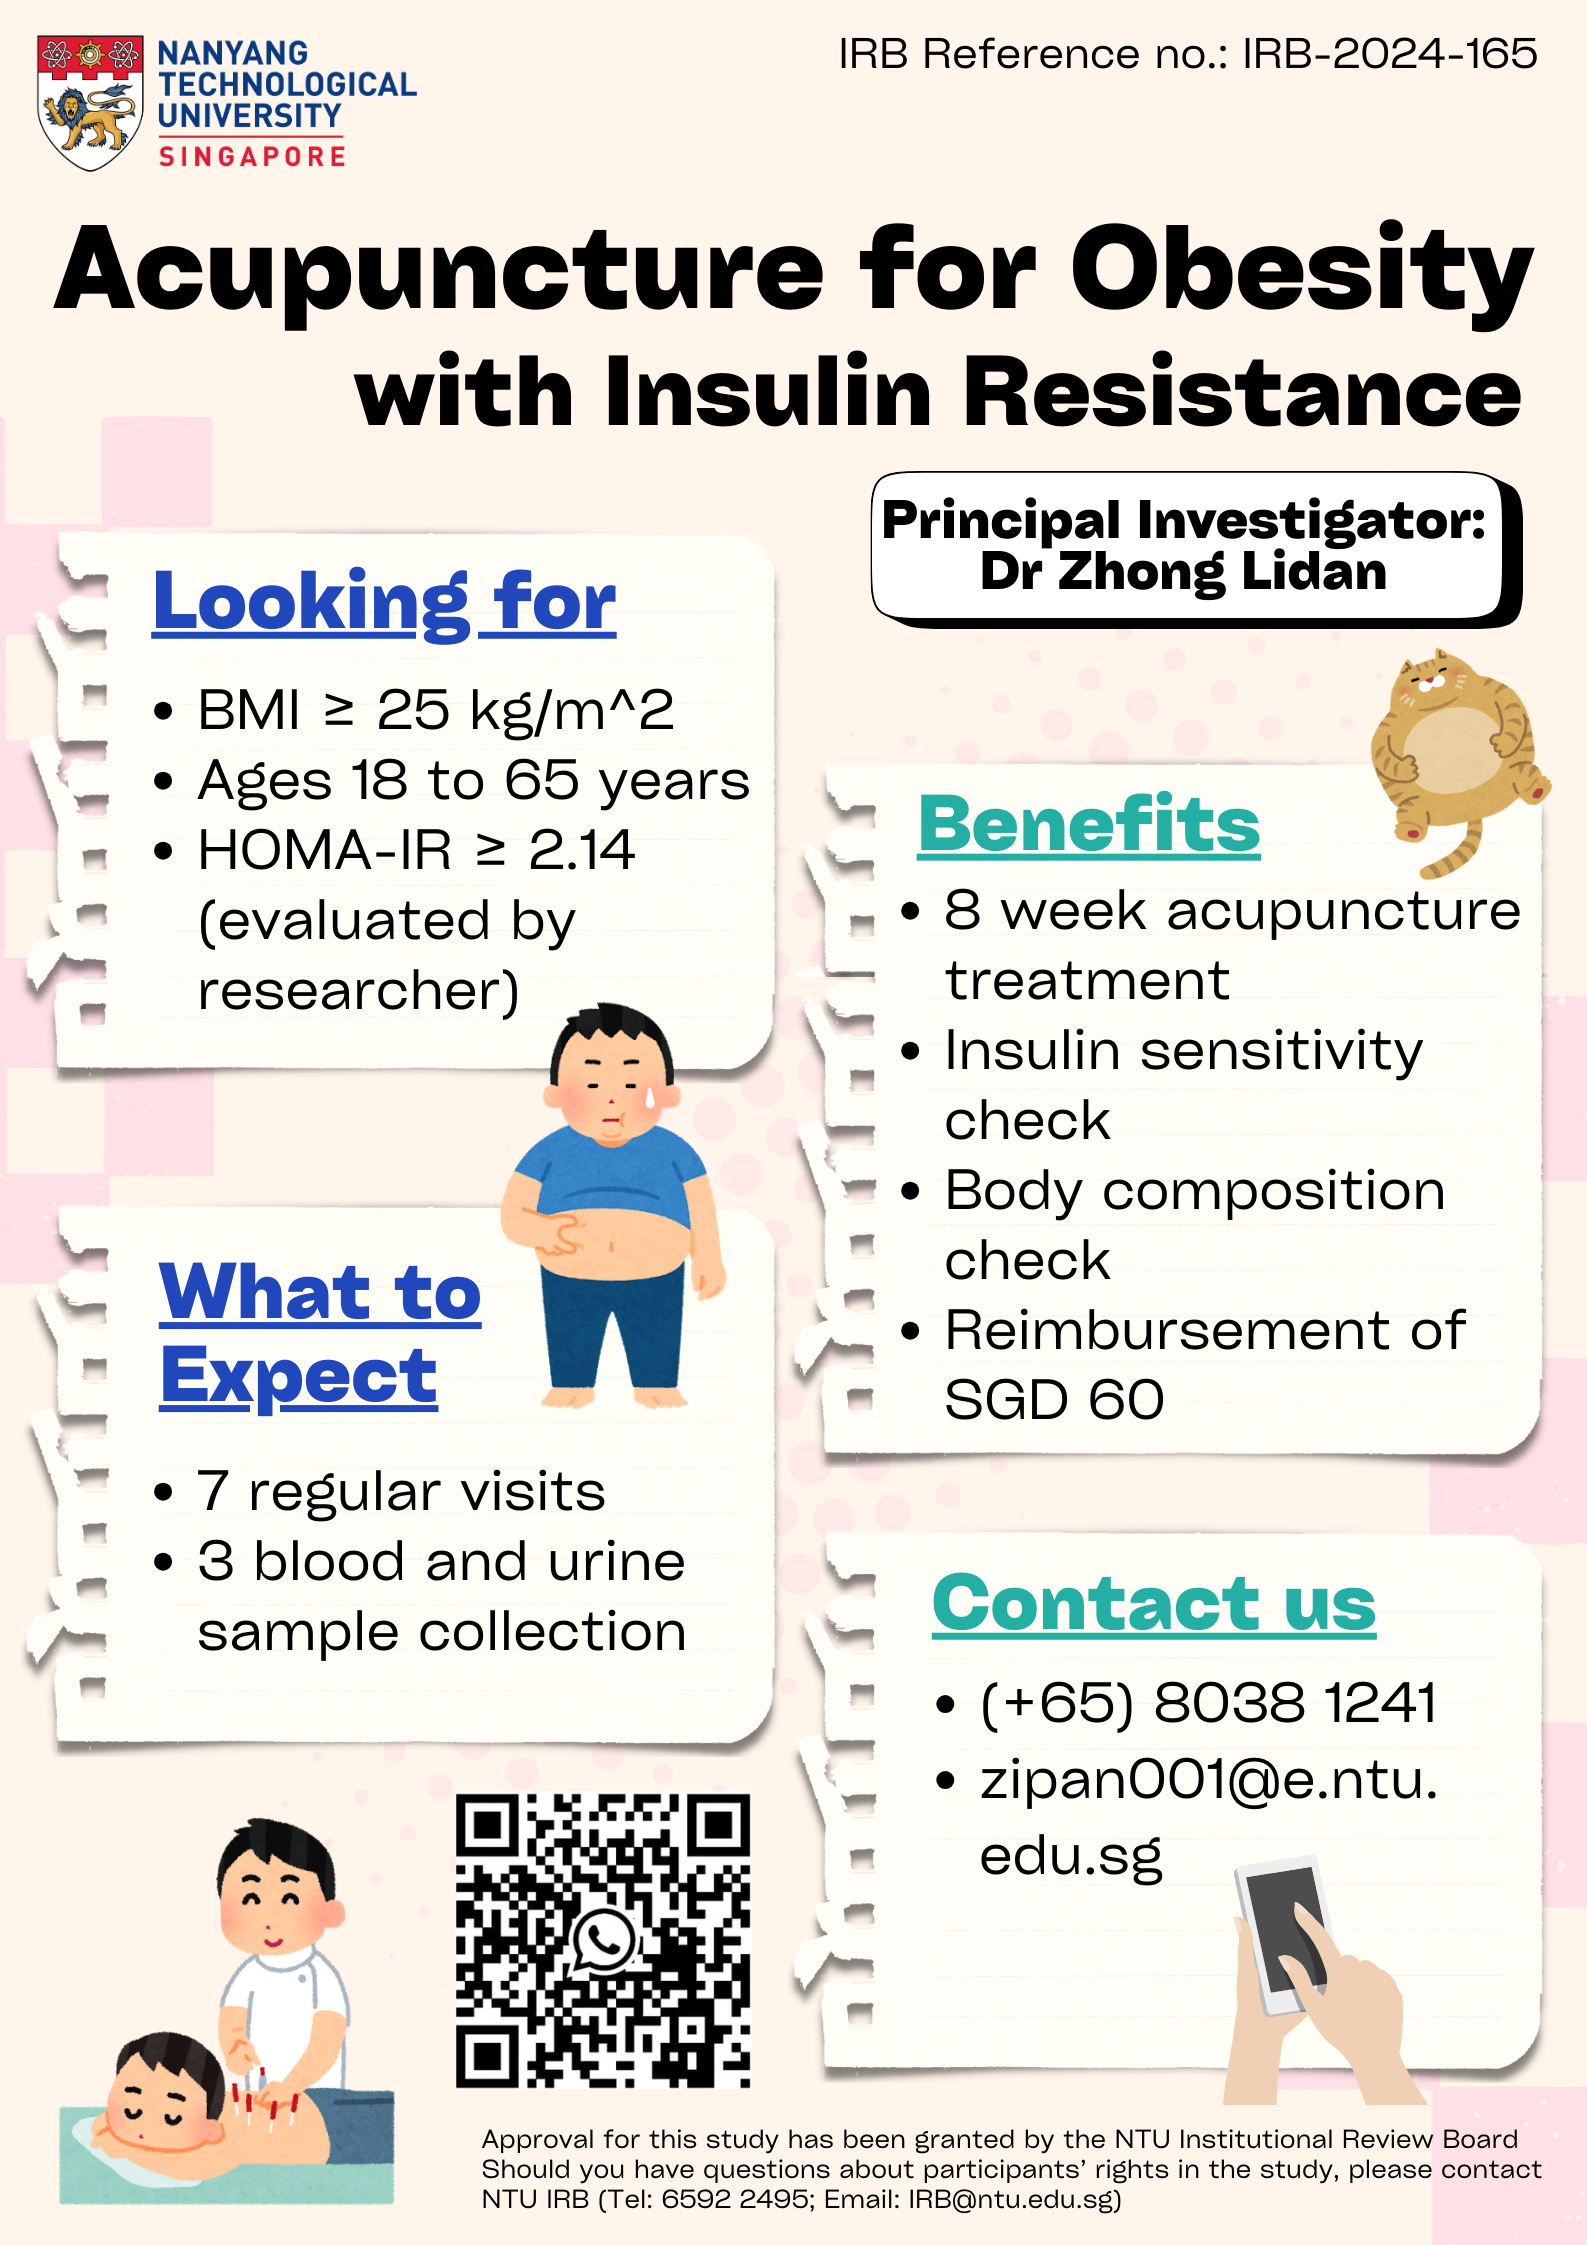 NANYANG
TECHNOLOGICAL
UNIVERSITY
SINGAPORE
IRB Reference no.: IRB-2024-165
Acupuncture for Obesity
with Insulin Resistance
Principal Investigator:
Dr Zhong Lidan
Looking for
• BMI ≥ 25 kg/m^2
• Ages 18 to 65 years
• HOMA-IR ≥ 2.14
(evaluated by
researcher)
What to
Expect
• 7 regular visits
• 3 blood and urine
sample collection
Benefits
• 8 week acupuncture
treatment
• Insulin sensitivity
check
• Body composition
check
• Reimbursement of
SGD 60
Contact us
• (+65) 8038 1241
• zipan001@e.ntu.
edu.sg
Approval for this study has been granted by the NTU Institutional Review Board
Should you have questions about participants’ rights in the study, please contact
NTU IRB (Tel: 6592 2495; Email: IRB@ntu.edu.sg)